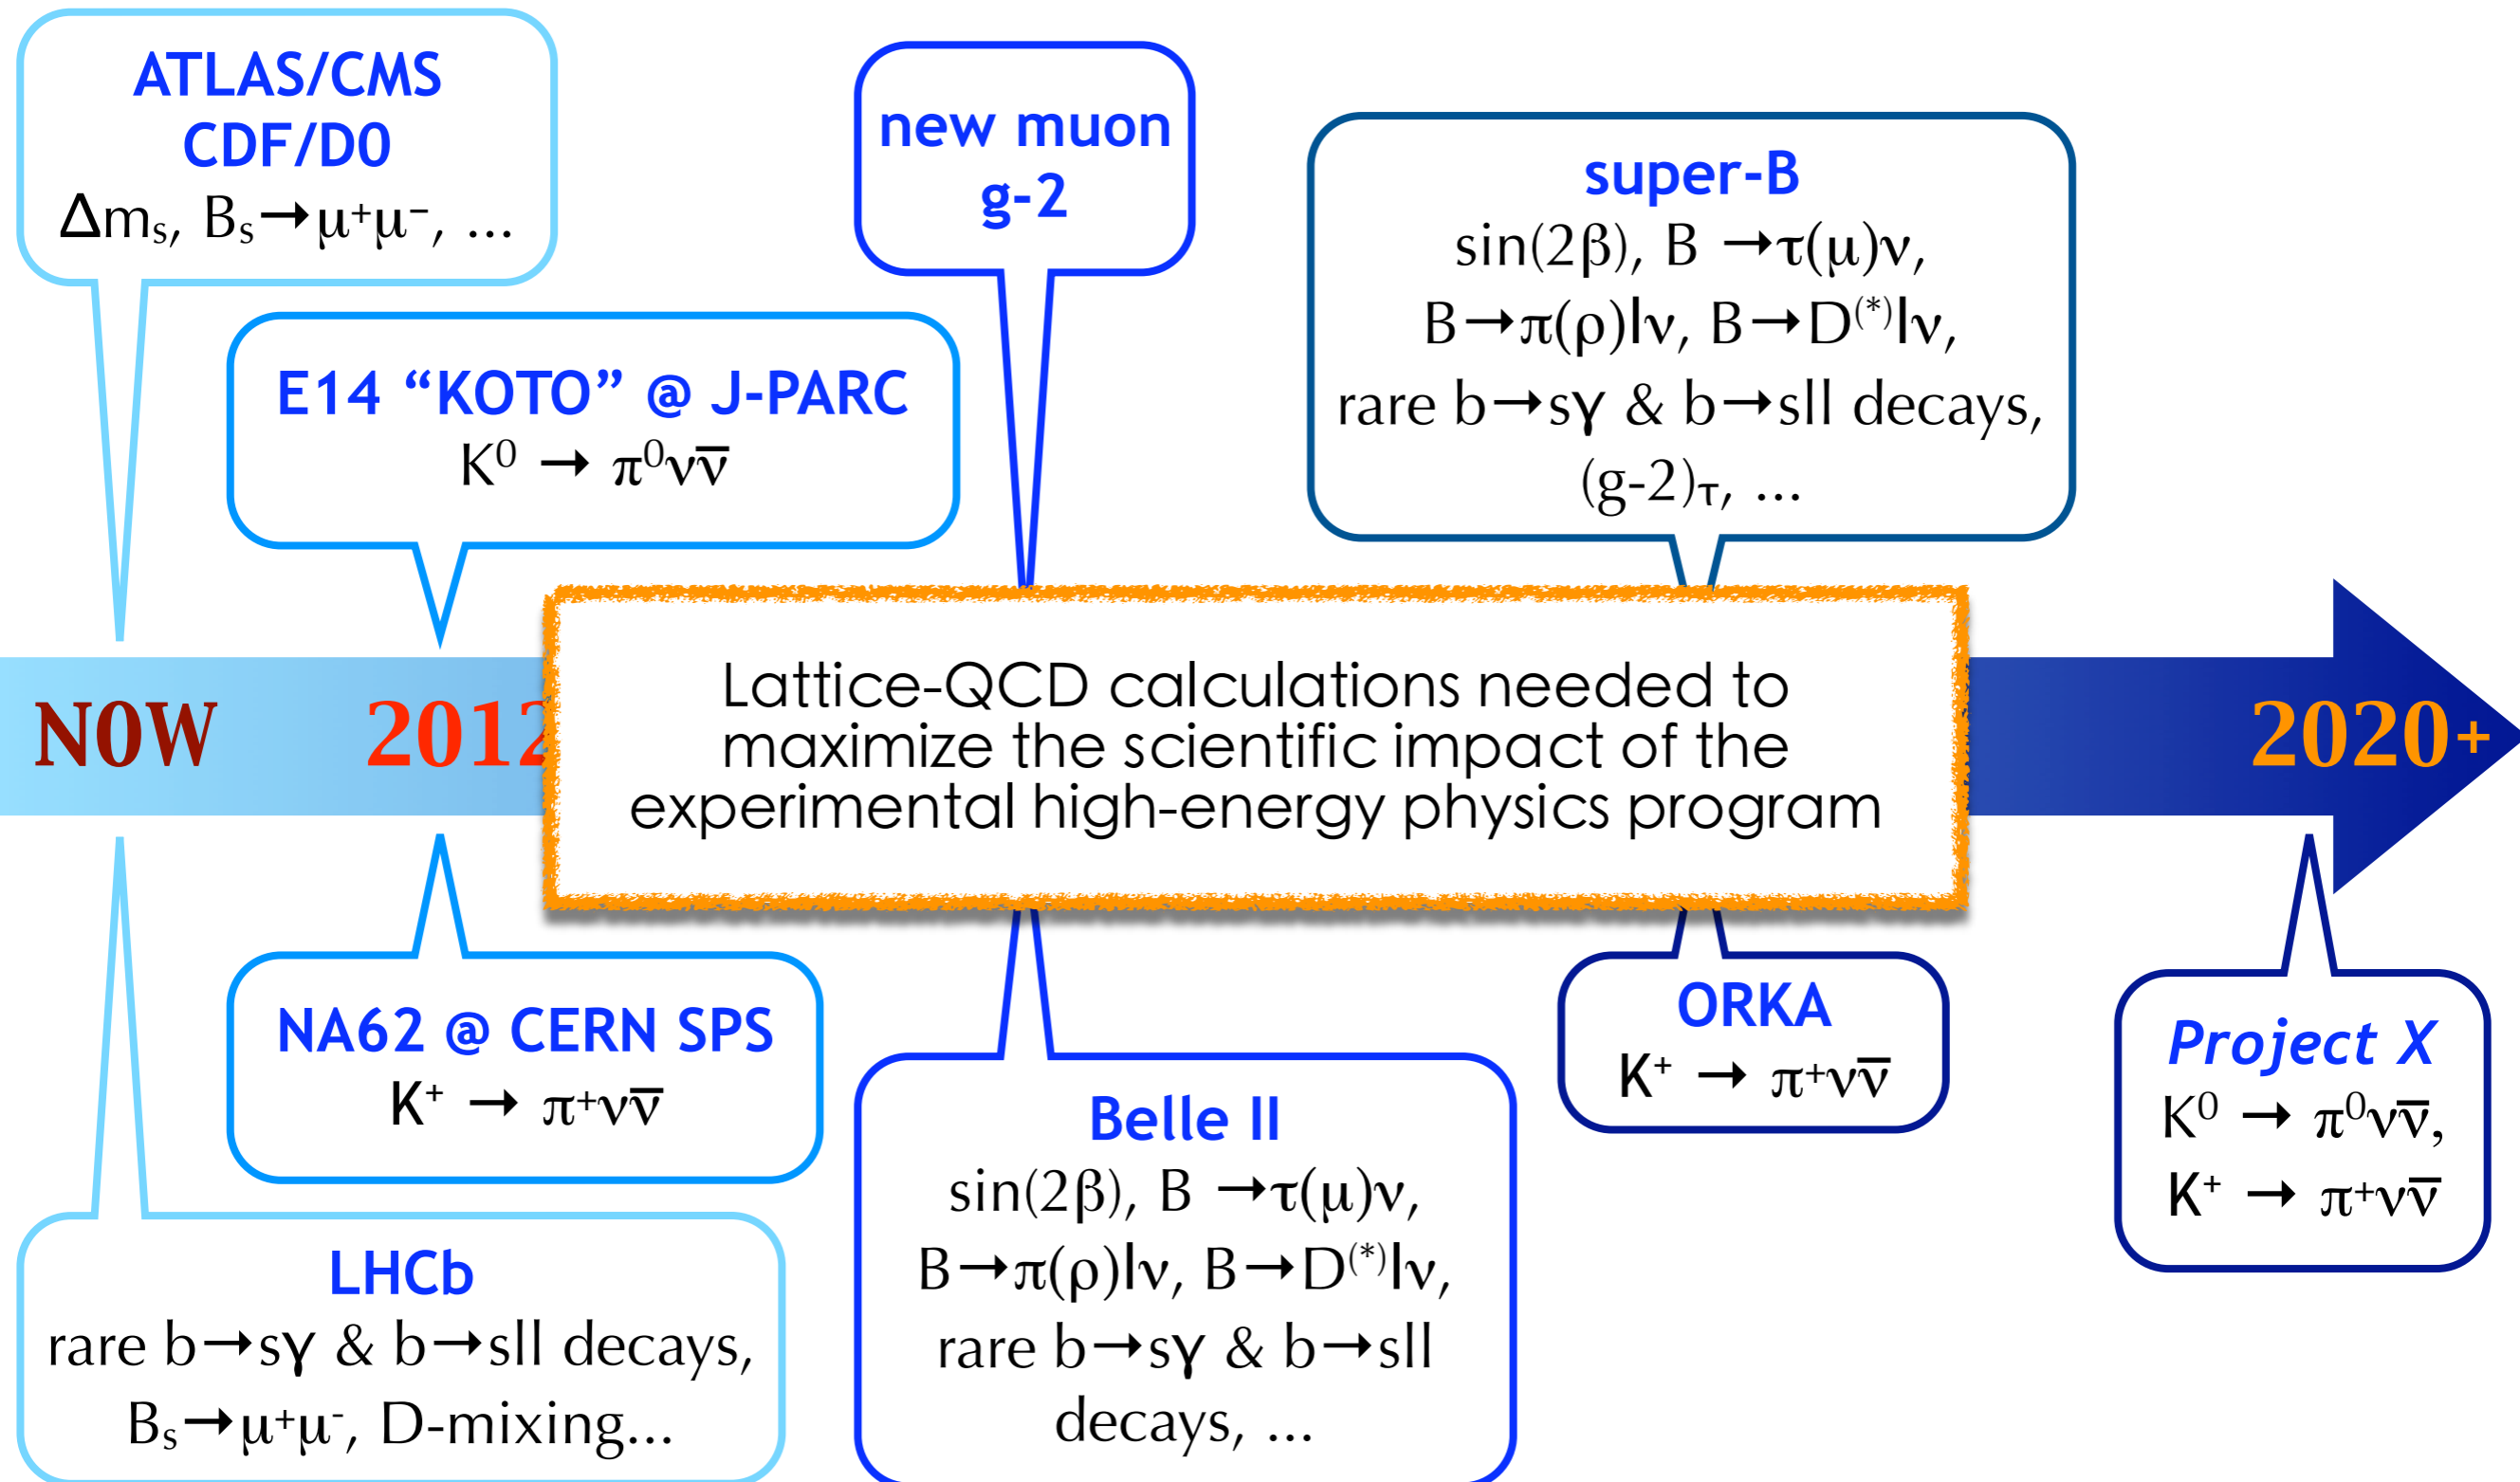 ATLAS/CMS
CDF/D0
Δmₛ, Bₛ→μ⁺μ⁻, ...
new muon
g-2
super-B
sin(2β), B →τ(μ)ν,
B→π(ρ)lν, B→D⁽*⁾lν,
rare b→sγ & b→sll decays,
(g-2)τ, ...
E14 “KOTO” @ J-PARC
K⁰ → π⁰νν̅
NOW
2012
Lattice-QCD calculations needed to
maximize the scientific impact of the
experimental high-energy physics program
2020+
NA62 @ CERN SPS
K⁺ → π⁺νν̅
LHCb
rare b→sγ & b→sll decays,
Bₛ→μ⁺μ⁻, D-mixing...
Belle II
sin(2β), B →τ(μ)ν,
B→π(ρ)lν, B→D⁽*⁾lν,
rare b→sγ & b→sll
decays, ...
ORKA
K⁺ → π⁺νν̅
Project X
K⁰ → π⁰νν̅,
K⁺ → π⁺νν̅